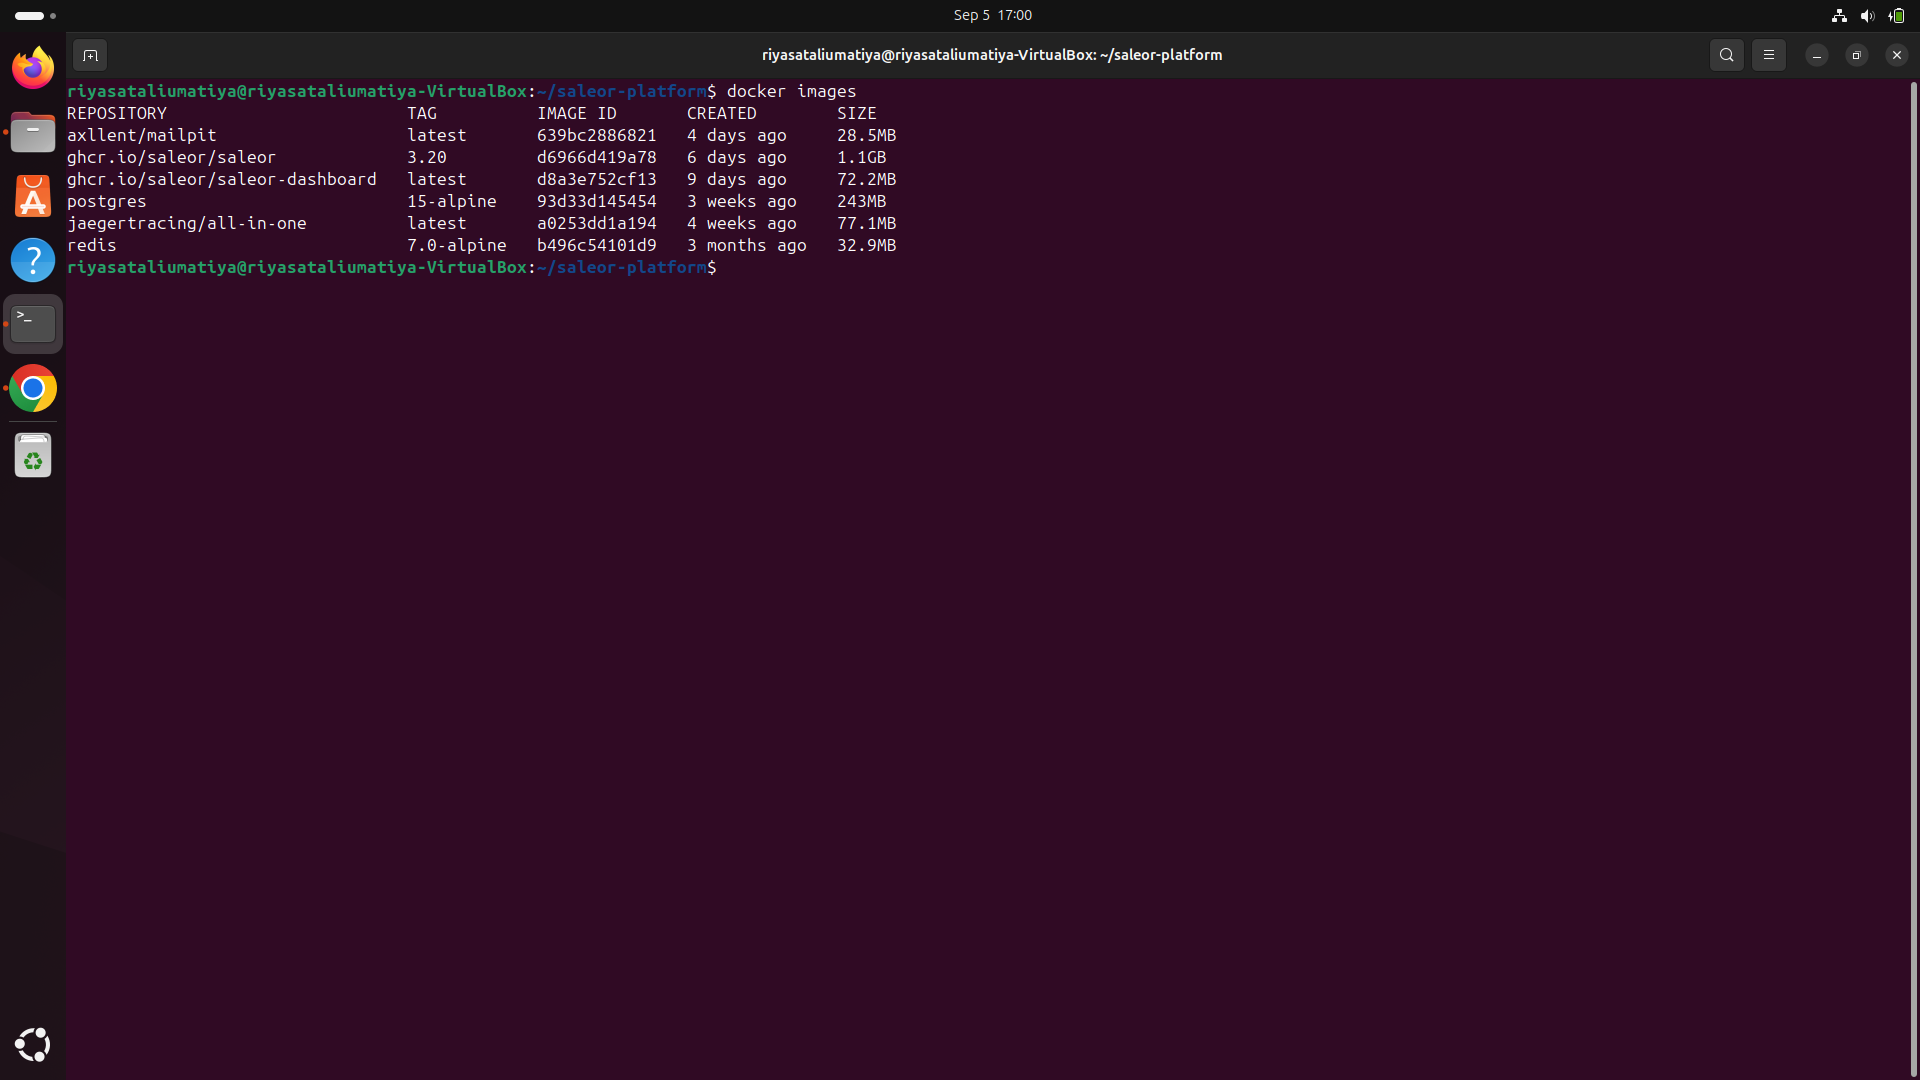 Sep 5 17:00
riyasataliumatiya@riyasataliumatiya-VirtualBox: ~/saleor-platform
riyasataliumatiya@riyasataliumatiya-VirtualBox:~/saleor-platform$ docker images
REPOSITORY TAG IMAGE ID CREATED SIZE
axllent/mailpit latest 639bc2886821 4 days ago 28.5MB
ghcr.io/saleor/saleor 3.20 d6966d419a78 6 days ago 1.1GB
ghcr.io/saleor/saleor-dashboard latest d8a3e752cf13 9 days ago 72.2MB
postgres 15-alpine 93d33d145454 3 weeks ago 243MB
jaegertracing/all-in-one latest a0253dd1a194 4 weeks ago 77.1MB
redis 7.0-alpine b496c54101d9 3 months ago 32.9MB
riyasataliumatiya@riyasataliumatiya-VirtualBox:~/saleor-platform$